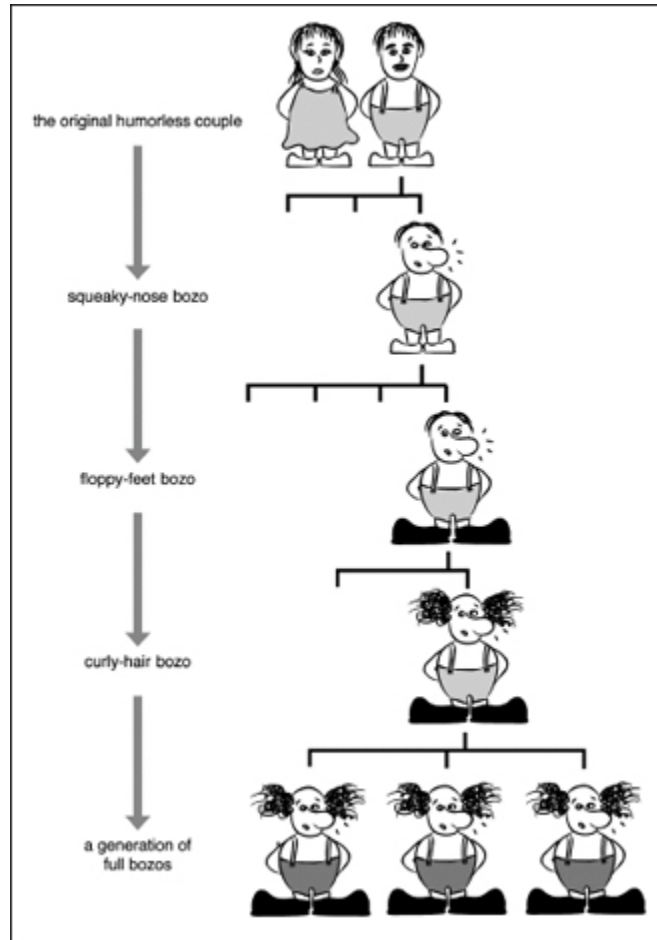 the original humorless couple
squeaky-nose bozo
floppy-feet bozo
curly-hair bozo
a generation of
full bozos